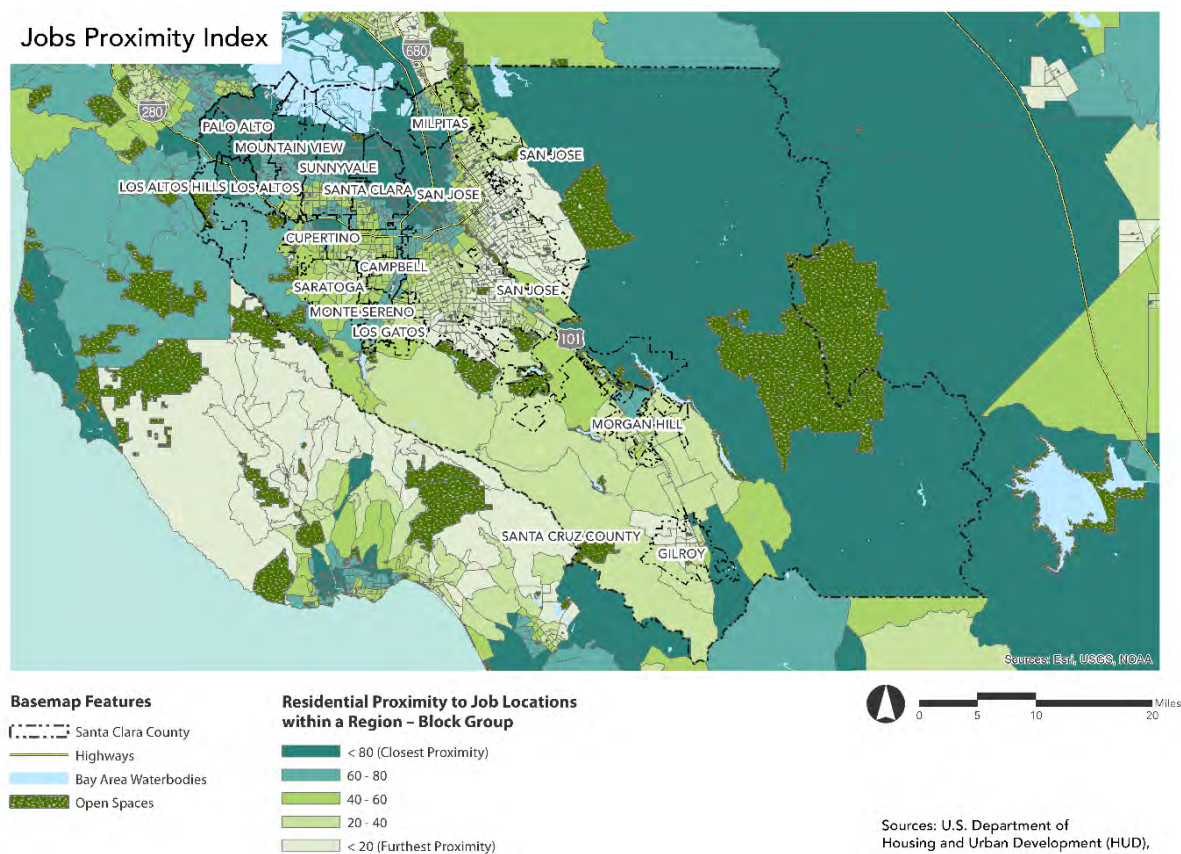 Jobs Proximity Index
680
280
PALO ALTO
MILPITAS
MOUNTAIN VIEW
SAN JOSE
SUNNYVALE
LOS ALTOS HILLS
LOS ALTOS
SANTA CLARA
SAN JOSE
CUPERTINO
CAMPBELL
SARATOGA
SAN JOSE
MONTE SERENO
LOS GATOS
101
MORGAN HILL
SANTA CRUZ COUNTY
GILROY
Sources: Esri, USGS, NOAA
Basemap Features
Santa Clara County
Highways
Bay Area Waterbodies
Open Spaces
Residential Proximity to Job Locations
within a Region – Block Group
< 80 (Closest Proximity)
60 - 80
40 - 60
20 - 40
< 20 (Furthest Proximity)
0 5 10 20 Miles
Sources: U.S. Department of
Housing and Urban Development (HUD),